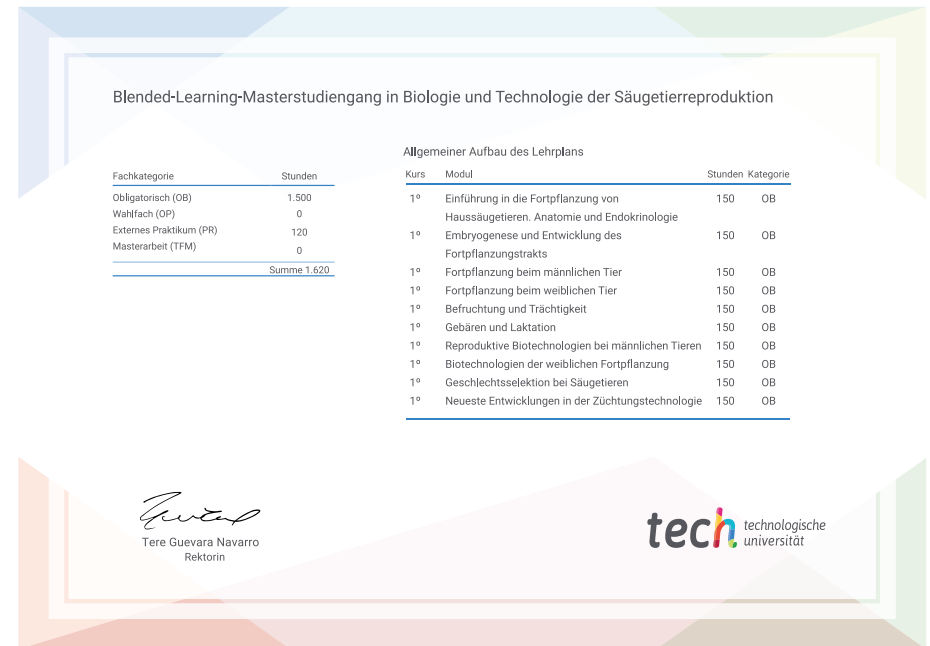 Blended-Learning-Masterstudiengang in Biologie und Technologie der Säugetierreproduktion
Fachkategorie Stunden
Obligatorisch (OB) 1.500
Wahlfach (OP) 0
Externes Praktikum (PR) 120
Masterarbeit (TFM) 0
Summe 1.620
Allgemeiner Aufbau des Lehrplans
Kurs Modul Stunden Kategorie
1º Einführung in die Fortpflanzung von 150 OB
Haussäugetieren. Anatomie und Endokrinologie
1º Embryogenese und Entwicklung des 150 OB
Fortpflanzungstrakts
1º Fortpflanzung beim männlichen Tier 150 OB
1º Fortpflanzung beim weiblichen Tier 150 OB
1º Befruchtung und Trächtigkeit 150 OB
1º Gebären und Laktation 150 OB
1º Reproduktive Biotechnologien bei männlichen Tieren 150 OB
1º Biotechnologien der weiblichen Fortpflanzung 150 OB
1º Geschlechtsselektion bei Säugetieren 150 OB
1º Neueste Entwicklungen in der Züchtungstechnologie 150 OB
Tere Guevara Navarro
Rektorin
tech technologische
universität